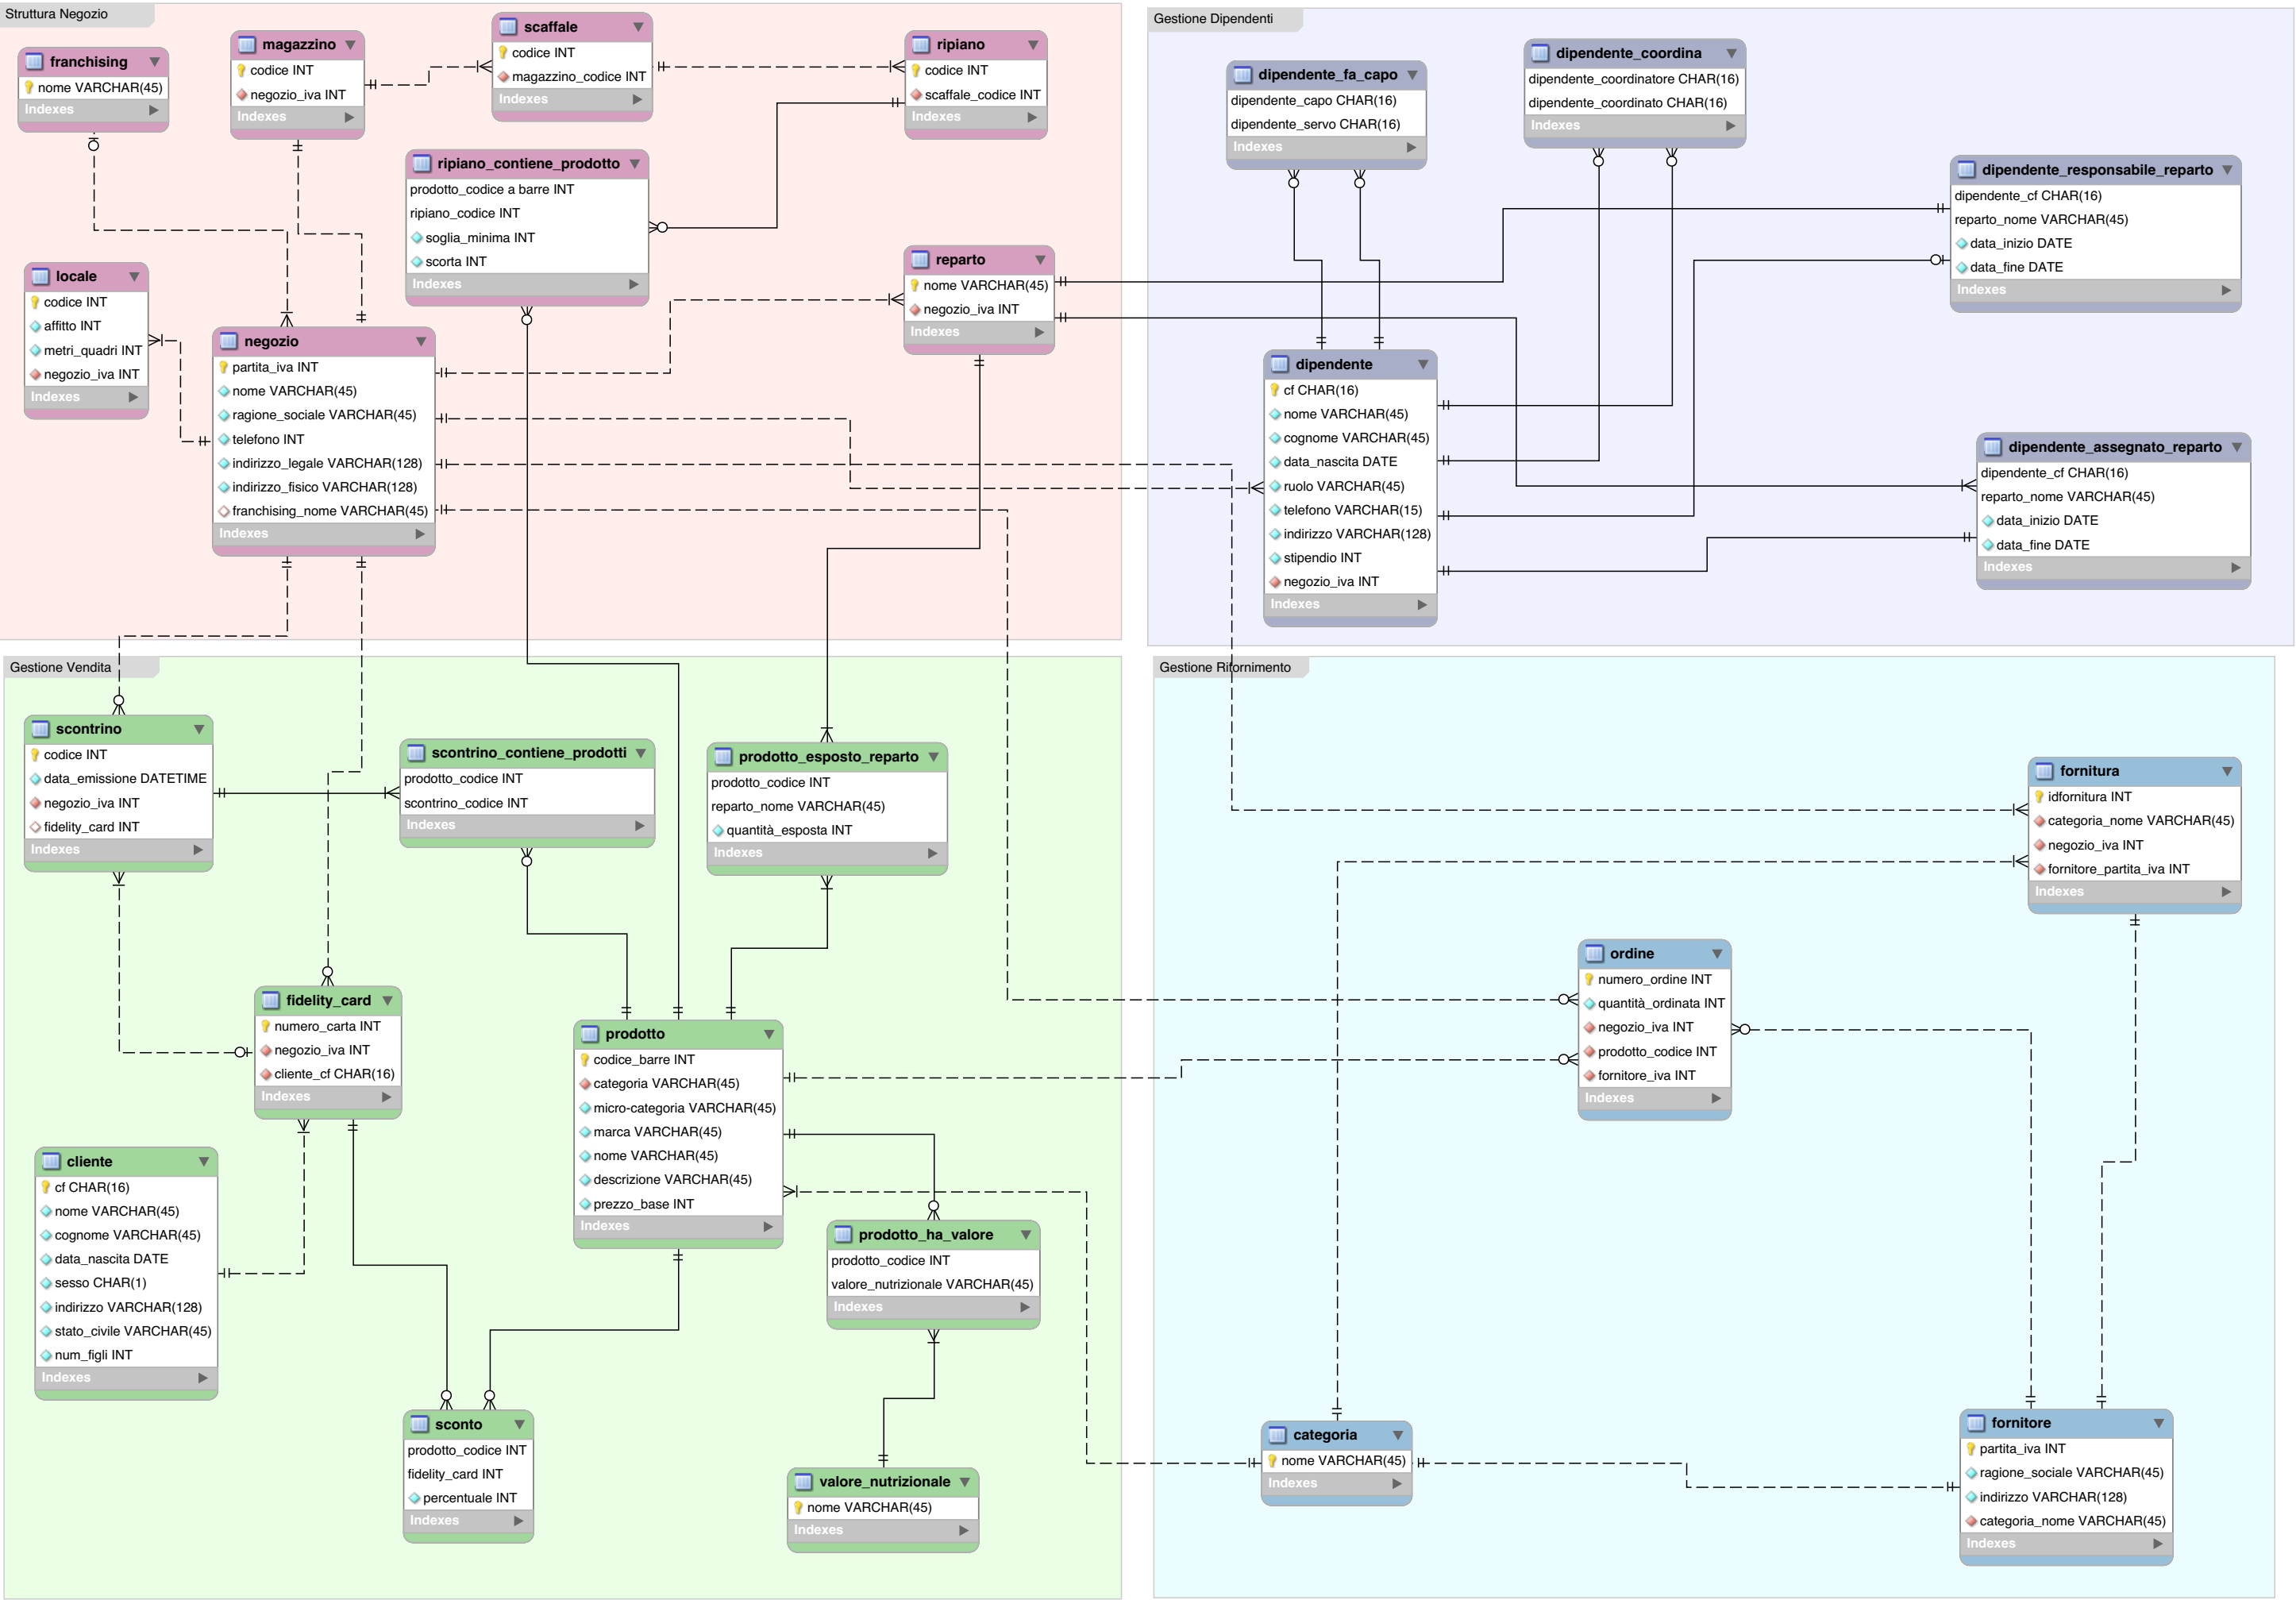 Struttura Negozio
franchising
nome VARCHAR(45)
Indexes
magazzino
codice INT
negozio_iva INT
Indexes
scaffale
codice INT
magazzino_codice INT
Indexes
ripiano
codice INT
scaffale_codice INT
Indexes
ripiano_contiene_prodotto
prodotto_codice a barre INT
ripiano_codice INT
soglia_minima INT
scorta INT
Indexes
locale
codice INT
affitto INT
metri_quadri INT
negozio_iva INT
Indexes
negozio
partita_iva INT
nome VARCHAR(45)
ragione_sociale VARCHAR(45)
telefono INT
indirizzo_legale VARCHAR(128)
indirizzo_fisico VARCHAR(128)
franchising_nome VARCHAR(45)
Indexes
reparto
nome VARCHAR(45)
negozio_iva INT
Indexes
Gestione Dipendenti
dipendente_fa_capo
dipendente_capo CHAR(16)
dipendente_servo CHAR(16)
Indexes
dipendente_coordina
dipendente_coordinatore CHAR(16)
dipendente_coordinato CHAR(16)
Indexes
dipendente_responsabile_reparto
dipendente_cf CHAR(16)
reparto_nome VARCHAR(45)
data_inizio DATE
data_fine DATE
Indexes
dipendente
cf CHAR(16)
nome VARCHAR(45)
cognome VARCHAR(45)
data_nascita DATE
ruolo VARCHAR(45)
telefono VARCHAR(15)
indirizzo VARCHAR(128)
stipendio INT
negozio_iva INT
Indexes
dipendente_assegnato_reparto
dipendente_cf CHAR(16)
reparto_nome VARCHAR(45)
data_inizio DATE
data_fine DATE
Indexes
Gestione Vendita
scontrino
codice INT
data_emissione DATETIME
negozio_iva INT
fidelity_card INT
Indexes
scontrino_contiene_prodotti
prodotto_codice INT
scontrino_codice INT
Indexes
prodotto_esposto_reparto
prodotto_codice INT
reparto_nome VARCHAR(45)
quantità_esposta INT
Indexes
fidelity_card
numero_carta INT
negozio_iva INT
cliente_cf CHAR(16)
Indexes
prodotto
codice_barre INT
categoria VARCHAR(45)
micro-categoria VARCHAR(45)
marca VARCHAR(45)
nome VARCHAR(45)
descrizione VARCHAR(45)
prezzo_base INT
Indexes
cliente
cf CHAR(16)
nome VARCHAR(45)
cognome VARCHAR(45)
data_nascita DATE
sesso CHAR(1)
indirizzo VARCHAR(128)
stato_civile VARCHAR(45)
num_figli INT
Indexes
prodotto_ha_valore
prodotto_codice INT
valore_nutrizionale VARCHAR(45)
Indexes
sconto
prodotto_codice INT
fidelity_card INT
percentuale INT
Indexes
valore_nutrizionale
nome VARCHAR(45)
Indexes
Gestione Rifornimento
fornitura
idfornitura INT
categoria_nome VARCHAR(45)
negozio_iva INT
fornitore_partita_iva INT
Indexes
ordine
numero_ordine INT
quantità_ordinata INT
negozio_iva INT
prodotto_codice INT
fornitore_iva INT
Indexes
categoria
nome VARCHAR(45)
Indexes
fornitore
partita_iva INT
ragione_sociale VARCHAR(45)
indirizzo VARCHAR(128)
categoria_nome VARCHAR(45)
Indexes